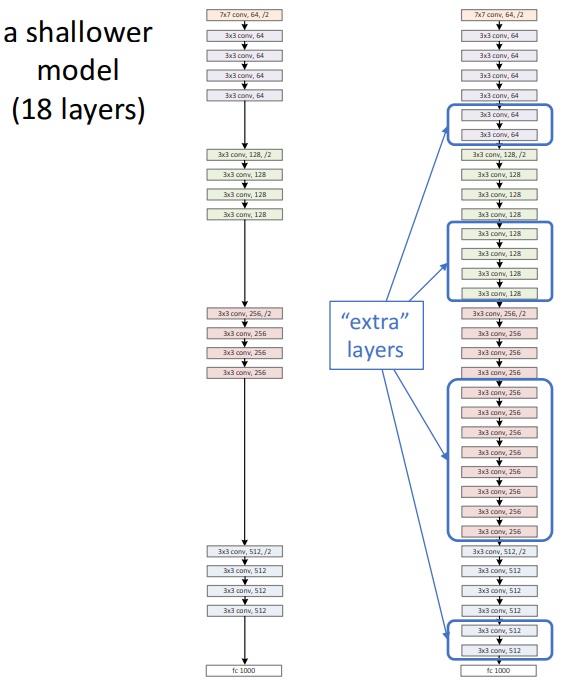 a shallower
model
(18 layers)
7x7 conv, 64, /2
3x3 conv, 64
3x3 conv, 64
3x3 conv, 64
3x3 conv, 64
3x3 conv, 128, /2
3x3 conv, 128
3x3 conv, 128
3x3 conv, 128
3x3 conv, 256, /2
3x3 conv, 256
3x3 conv, 256
3x3 conv, 256
3x3 conv, 512, /2
3x3 conv, 512
3x3 conv, 512
3x3 conv, 512
fc 1000
“extra”
layers
7x7 conv, 64, /2
3x3 conv, 64
3x3 conv, 64
3x3 conv, 64
3x3 conv, 64
3x3 conv, 64
3x3 conv, 64
3x3 conv, 128, /2
3x3 conv, 128
3x3 conv, 128
3x3 conv, 128
3x3 conv, 128
3x3 conv, 128
3x3 conv, 128
3x3 conv, 128
3x3 conv, 256, /2
3x3 conv, 256
3x3 conv, 256
3x3 conv, 256
3x3 conv, 256
3x3 conv, 256
3x3 conv, 256
3x3 conv, 256
3x3 conv, 256
3x3 conv, 256
3x3 conv, 256
3x3 conv, 256
3x3 conv, 512, /2
3x3 conv, 512
3x3 conv, 512
3x3 conv, 512
3x3 conv, 512
3x3 conv, 512
fc 1000